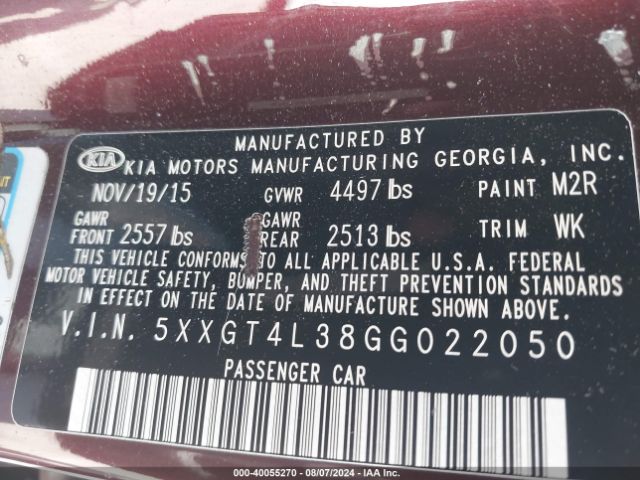 MANUFACTURED BY
KIA KIA MOTORS MANUFACTURING GEORGIA, INC.
NOV/19/15 GVWR 4497 lbs PAINT M2R
GAWR FRONT 2557 lbs GAWR REAR 2513 lbs TRIM WK
THIS VEHICLE CONFORMS TO ALL APPLICABLE U.S.A. FEDERAL
MOTOR VEHICLE SAFETY, BUMPER, AND THEFT PREVENTION STANDARDS
IN EFFECT ON THE DATE OF MANUFACTURE SHOWN ABOVE.
V.I.N. 5XXGT4L38GG022050
PASSENGER CAR
000-40055270 - 08/07/2024 - IAA Inc.